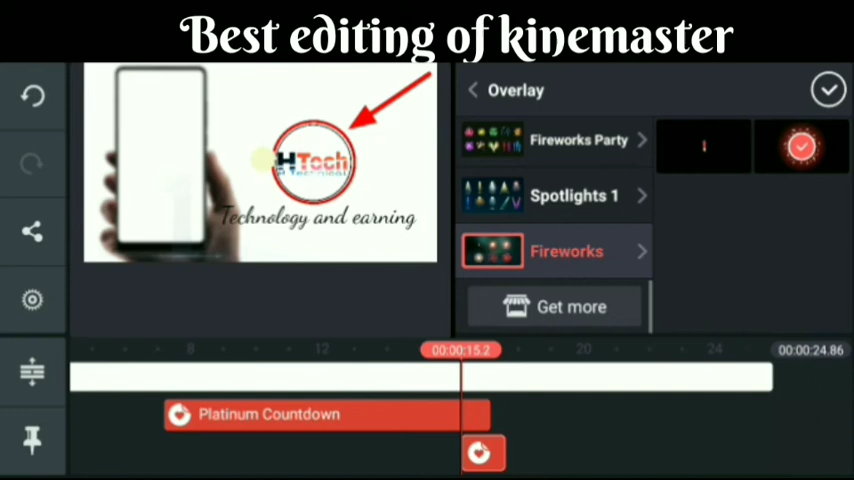 Best editing of kinemaster
Overlay
Fireworks Party
Spotlights 1
Fireworks
Get more
HTech
Technology and earning
8
12
00:00:15.2
20
24
00:00:24.86
Platinum Countdown